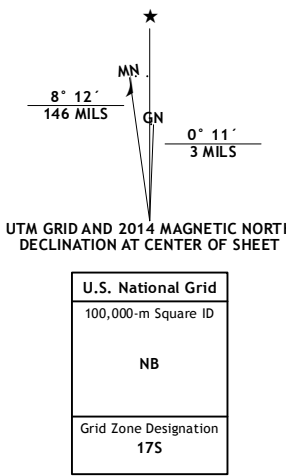 MN
GN
8° 12´
146 MILS
0° 11´
3 MILS
UTM GRID AND 2014 MAGNETIC NORTH
DECLINATION AT CENTER OF SHEET
U.S. National Grid
100,000-m Square ID
NB
Grid Zone Designation
17S